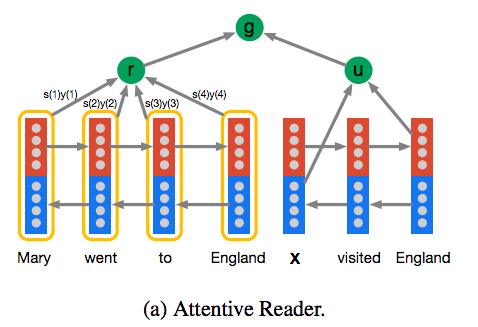 g
r
u
s(1)y(1)
s(2)y(2)
s(3)y(3)
s(4)y(4)
Mary went to England X visited England
(a) Attentive Reader.